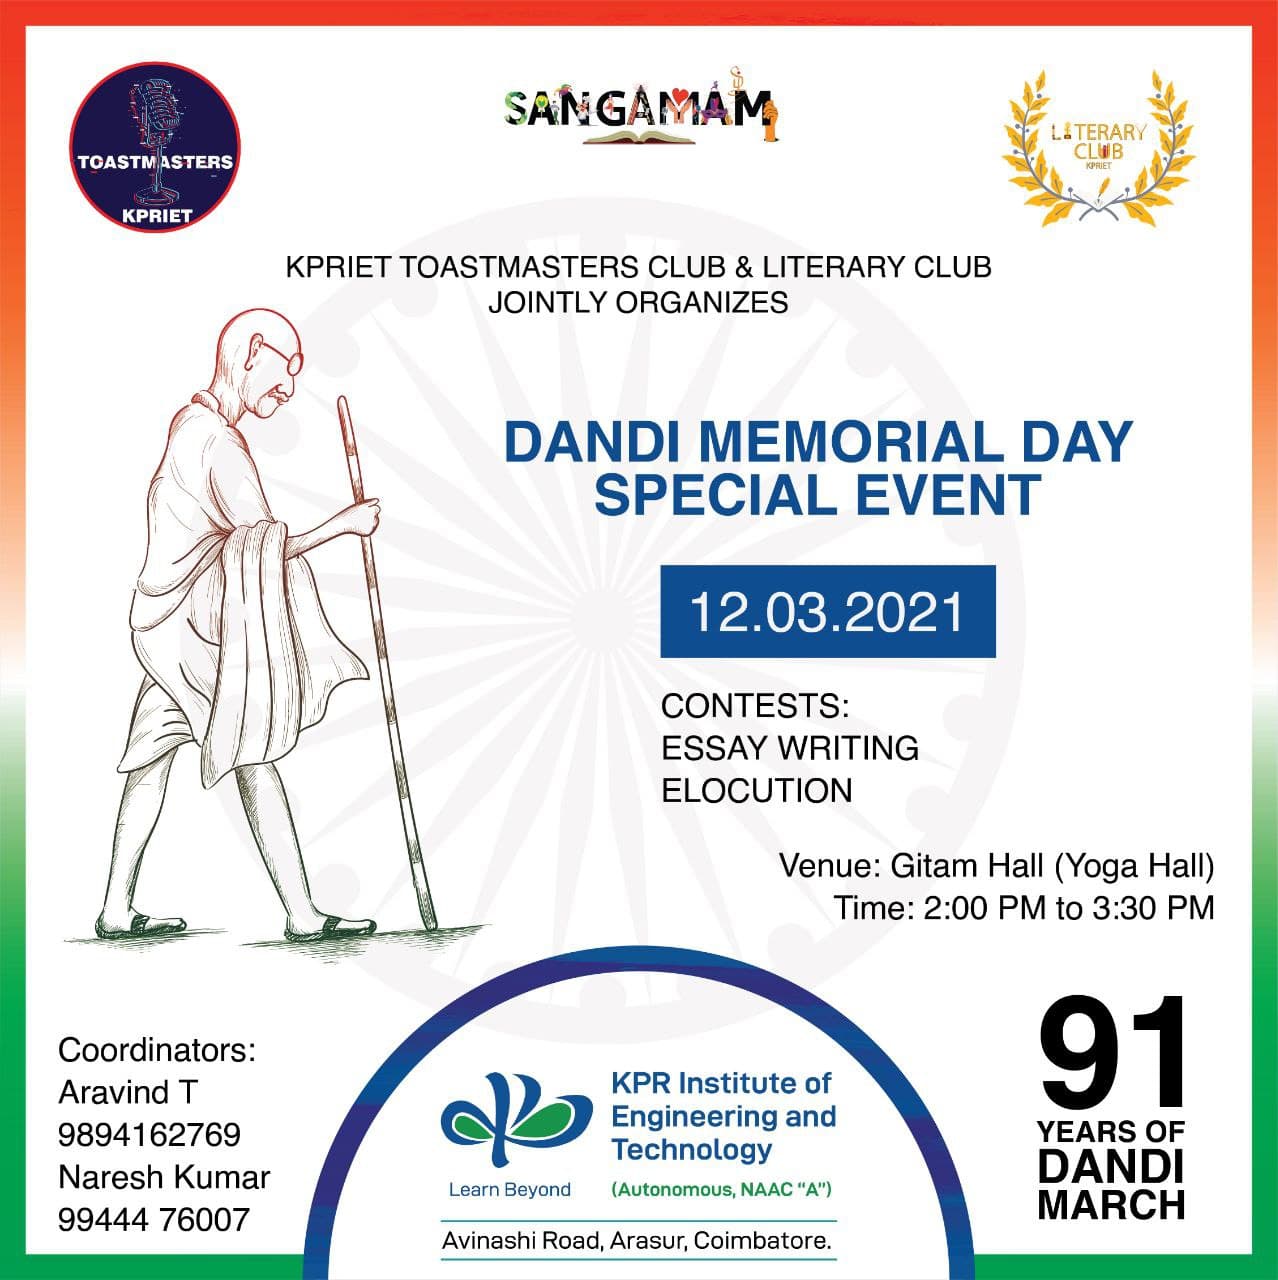 TOASTMASTERS
KPRIET
SANGAMAM
LITERARY
CLUB
KPRIET
KPRIET TOASTMASTERS CLUB & LITERARY CLUB
JOINTLY ORGANIZES
DANDI MEMORIAL DAY
SPECIAL EVENT
12.03.2021
CONTESTS:
ESSAY WRITING
ELOCUTION
Venue: Gitam Hall (Yoga Hall)
Time: 2:00 PM to 3:30 PM
Coordinators:
Aravind T
9894162769
Naresh Kumar
99444 76007
KPR Institute of
Engineering and
Technology
Learn Beyond
(Autonomous, NAAC “A”)
Avinashi Road, Arasur, Coimbatore.
91
YEARS OF
DANDI
MARCH